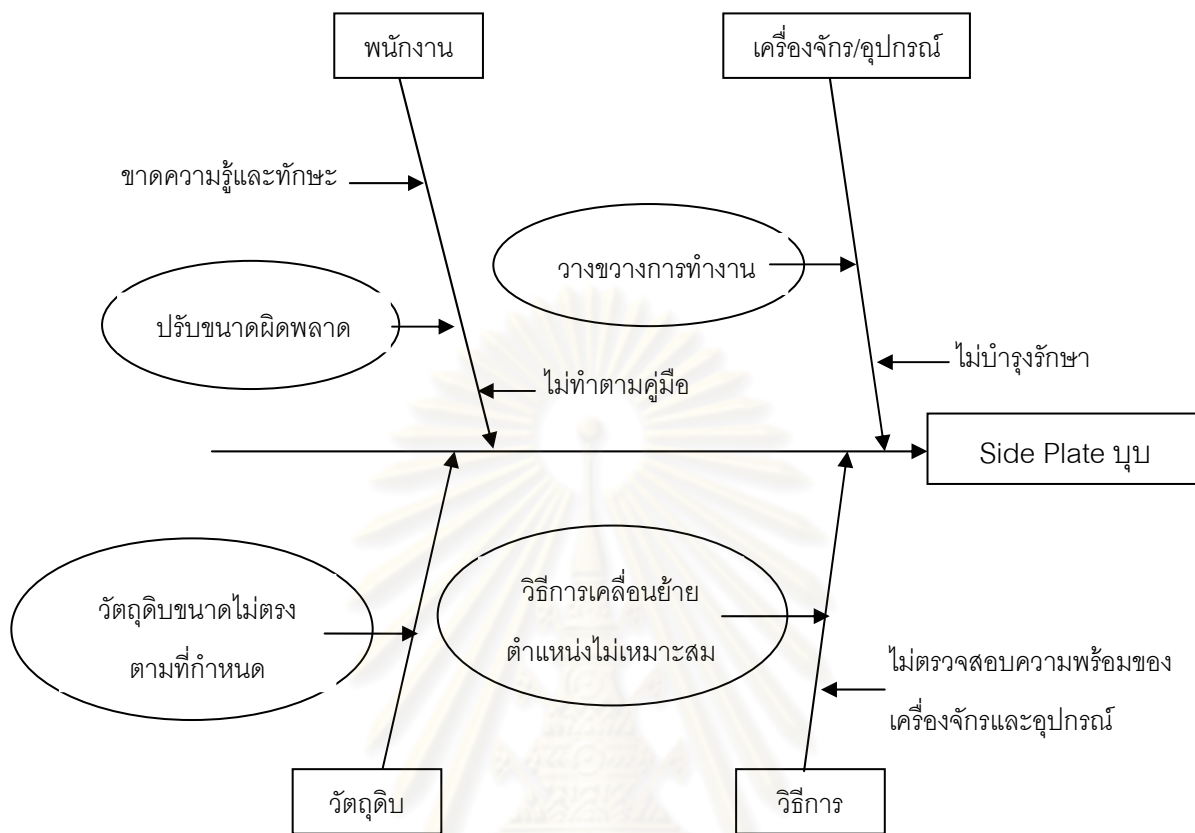 พนักงาน
เครื่องจักร/อุปกรณ์
ขาดความรู้และทักษะ
วางขวางการทำงาน
ปรับขนาดผิดพลาด
ไม่บำรุงรักษา
ไม่ทำตามคู่มือ
Side Plate บุบ
วิธีการเคลื่อนย้าย
ตำแหน่งไม่เหมาะสม
วัตถุดิบขนาดไม่ตรง
ตามที่กำหนด
ไม่ตรวจสอบความพร้อมของ
เครื่องจักรและอุปกรณ์
วัตถุดิบ
วิธีการ